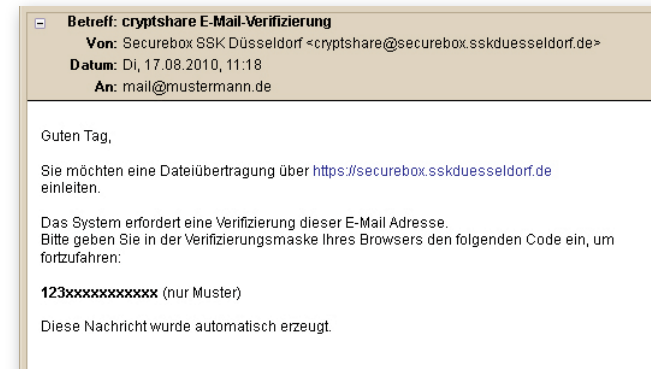 Betreff: cryptshare E-Mail-Verifizierung
Von: Securebox SSK Düsseldorf <cryptshare@securebox.sskduesseldorf.de>
Datum: Di, 17.08.2010, 11:18
An: mail@mustermann.de
Guten Tag,
Sie möchten eine Dateiübertragung über https://securebox.sskduesseldorf.de
einleiten.
Das System erfordert eine Verifizierung dieser E-Mail Adresse.
Bitte geben Sie in der Verifizierungsmaske Ihres Browsers den folgenden Code ein, um
fortzufahren:
123xxxxxxxxxxx (nur Muster)
Diese Nachricht wurde automatisch erzeugt.